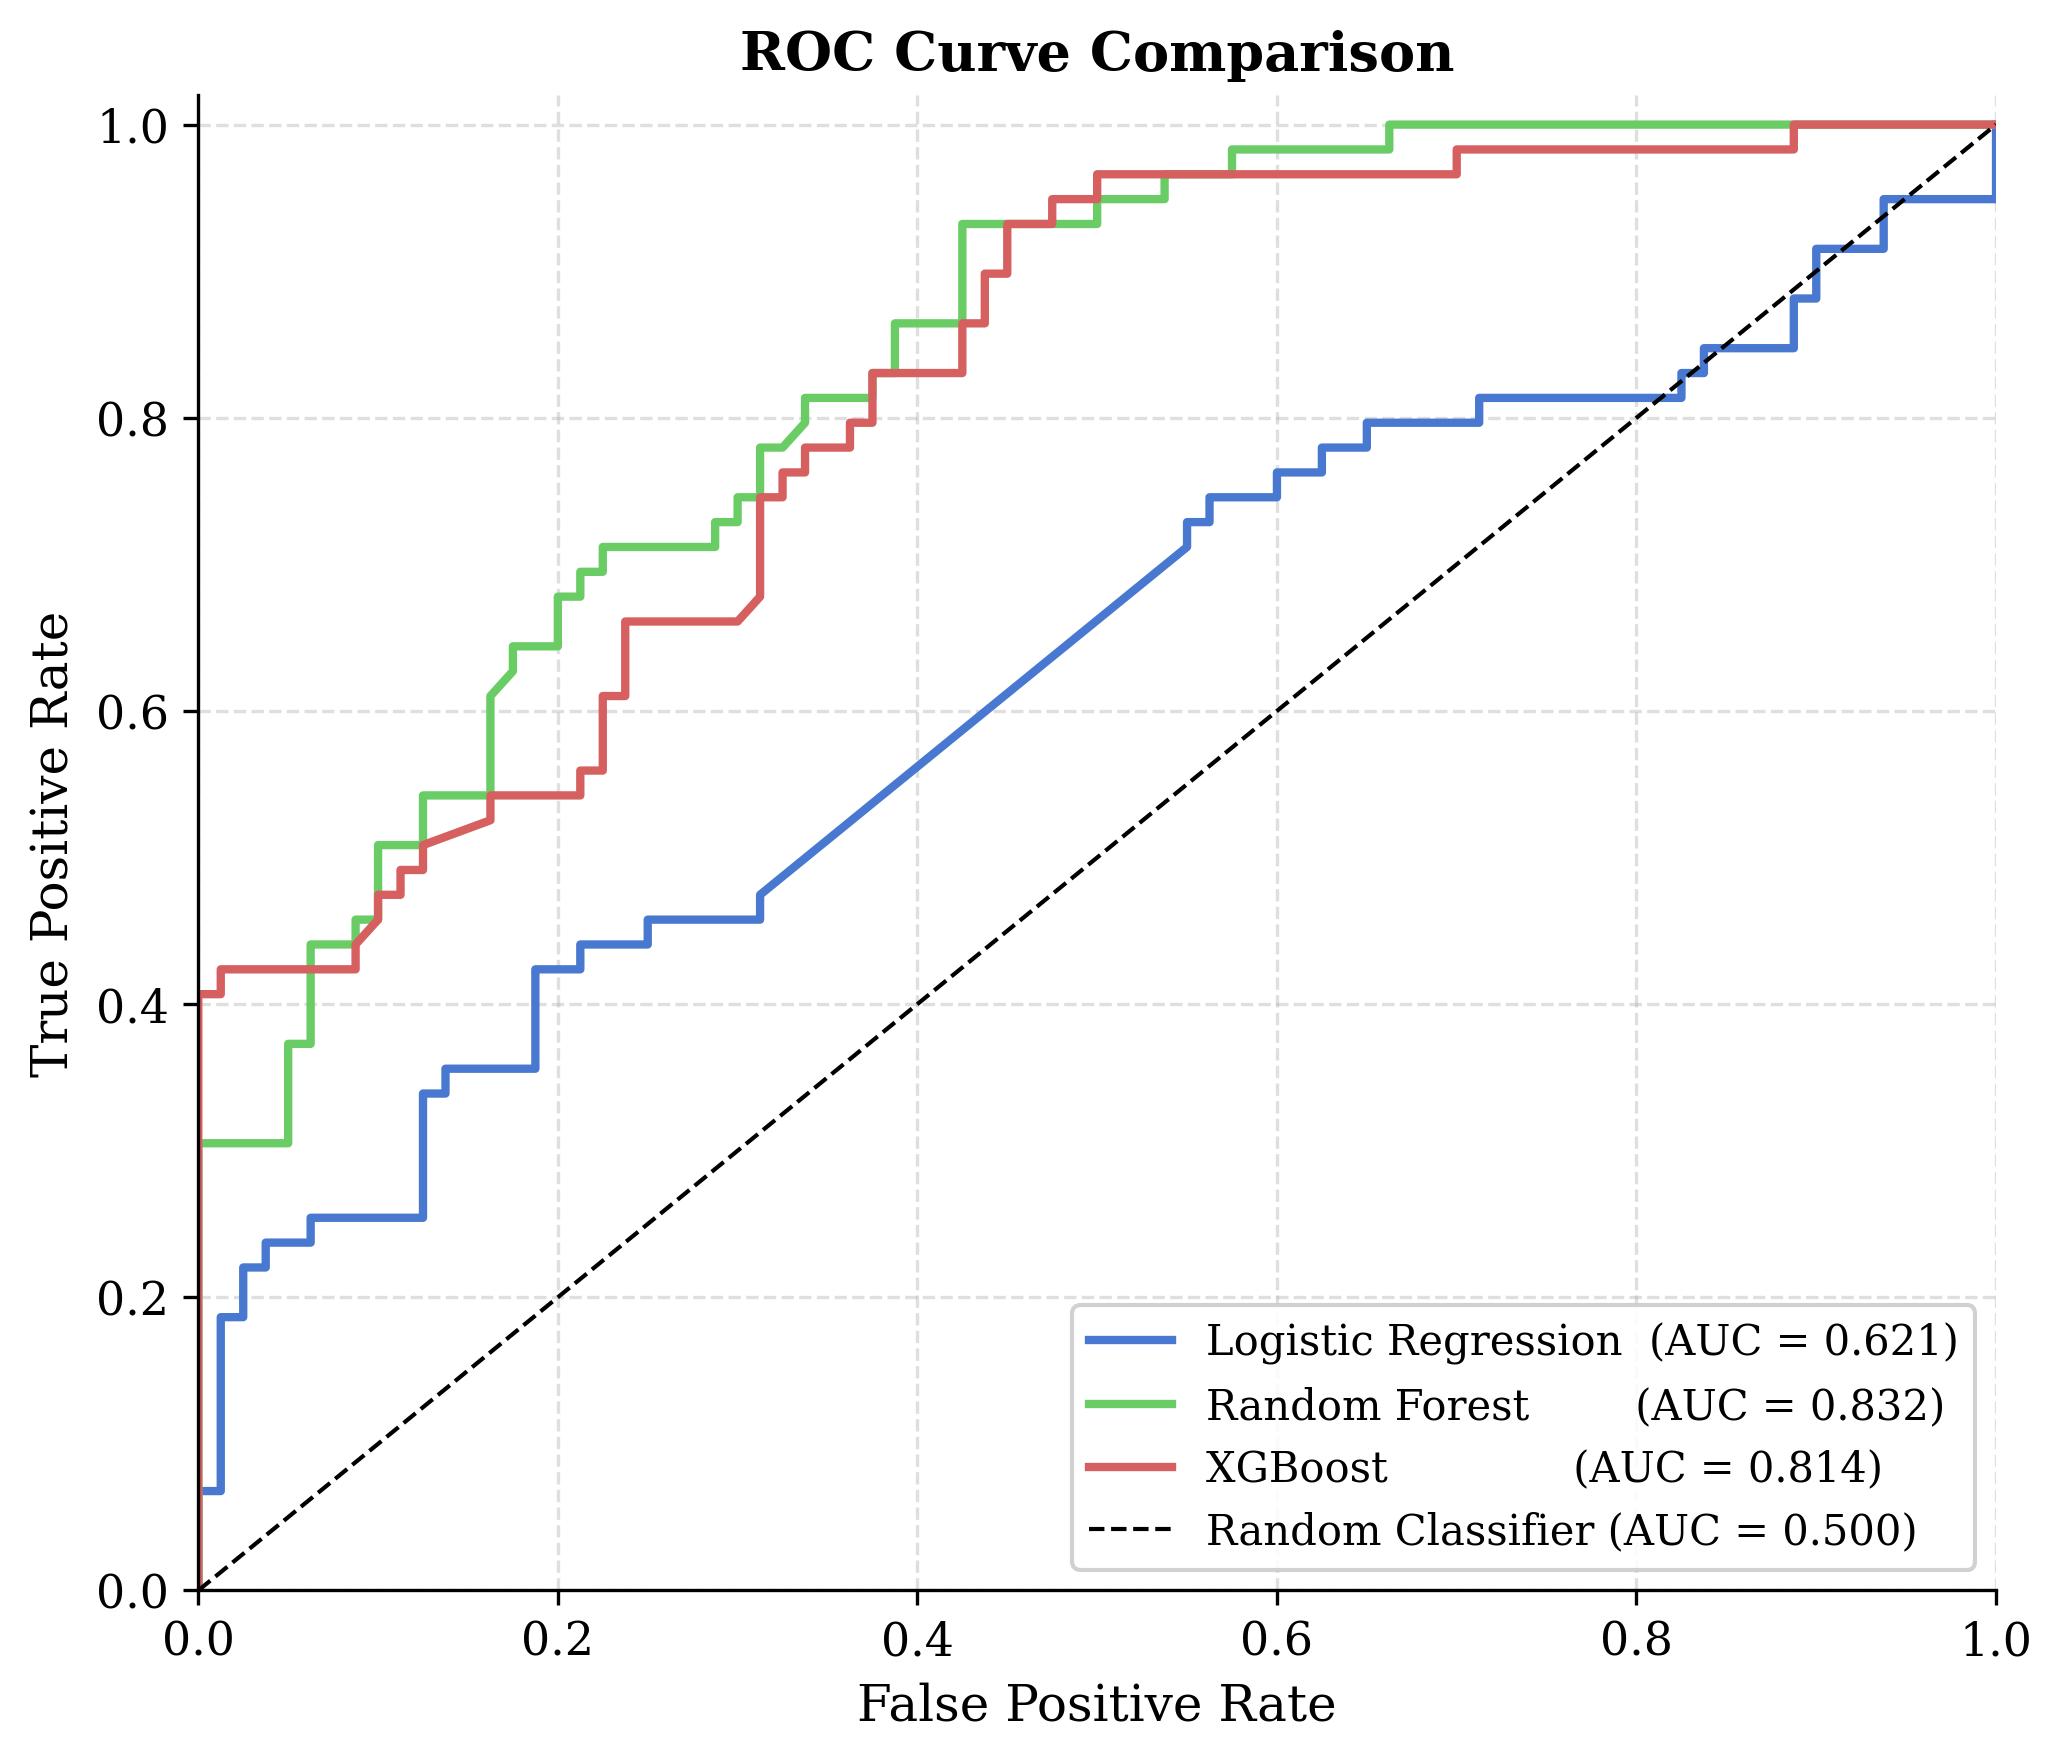 ROC Curve Comparison
1.0
0.8
0.6
0.4
0.2
0.0
True Positive Rate
Logistic Regression (AUC = 0.621)
Random Forest (AUC = 0.832)
XGBoost (AUC = 0.814)
Random Classifier (AUC = 0.500)
0.0 0.2 0.4 0.6 0.8 1.0
False Positive Rate